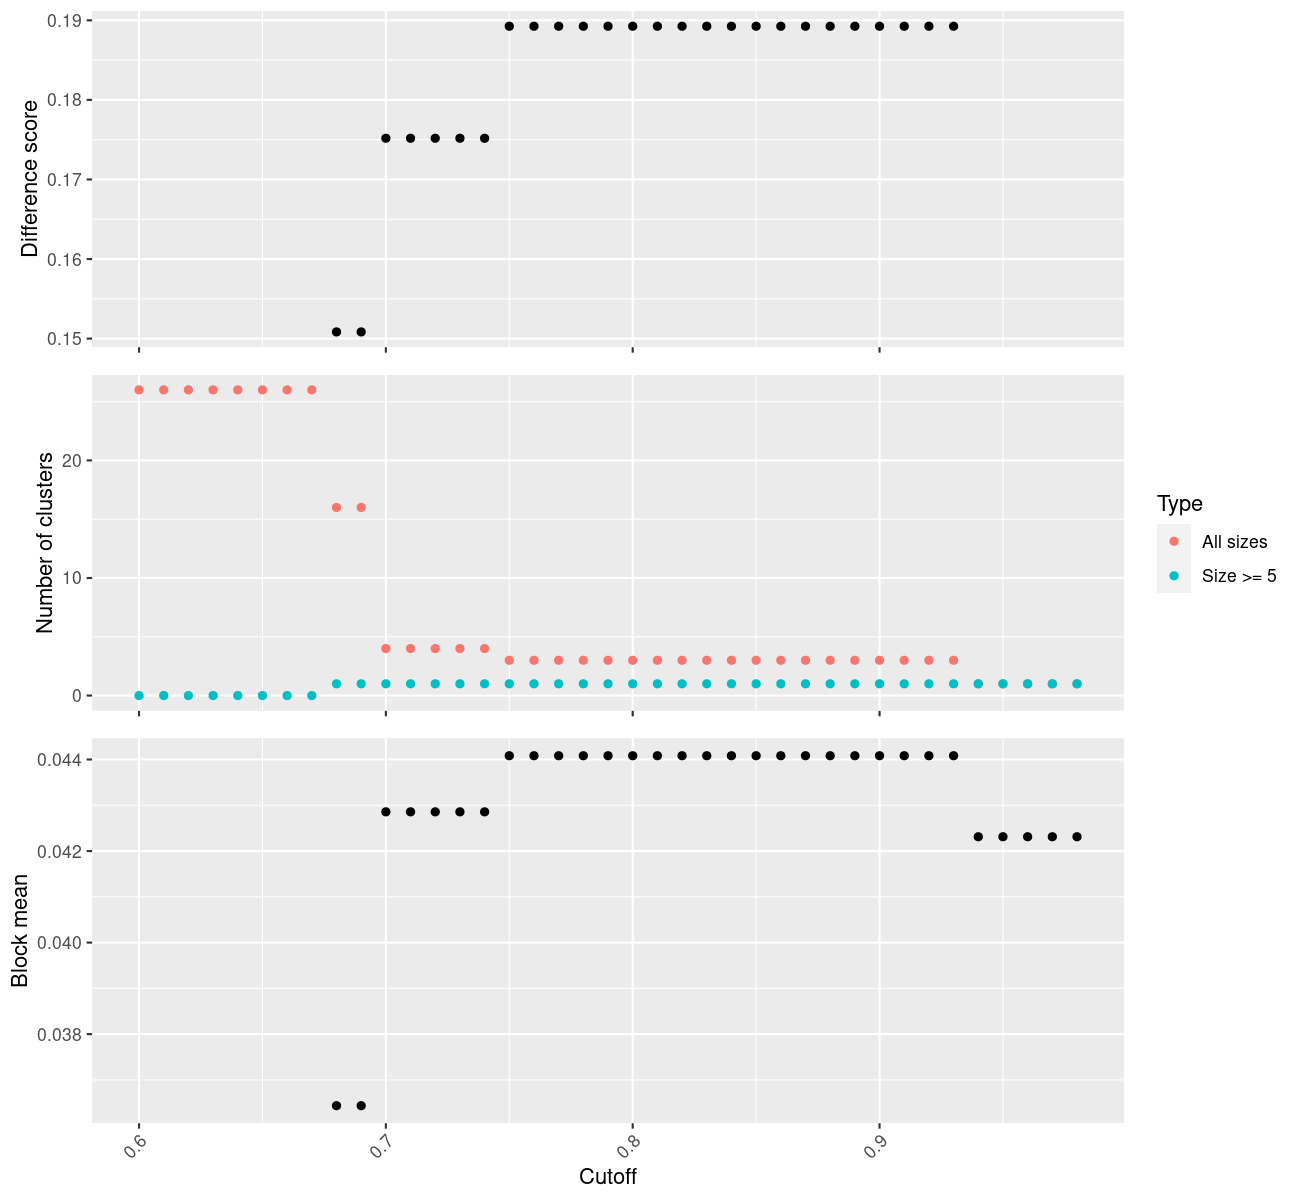 0.19
0.18
0.17
0.16
0.15
Difference score
20
10
0
Number of clusters
Type
All sizes
Size >= 5
0.044
0.042
0.040
0.038
Block mean
0.6
0.7
0.8
0.9
Cutoff